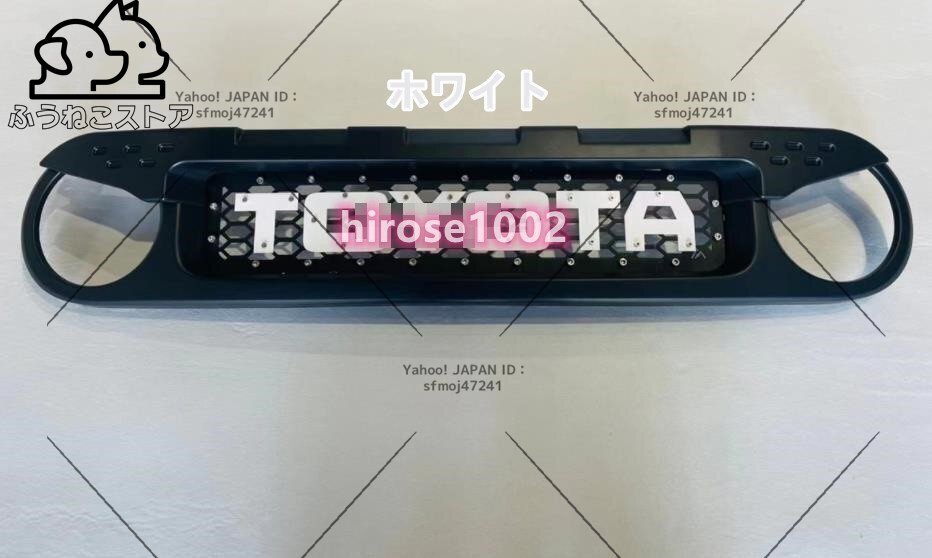 ふうねこストア
Yahoo! JAPAN ID：
sfmoj47241
ホワイト
Yahoo! JAPAN ID：
sfmoj47241
TOYOTA
hirose1002
Yahoo! JAPAN ID：
sfmoj47241